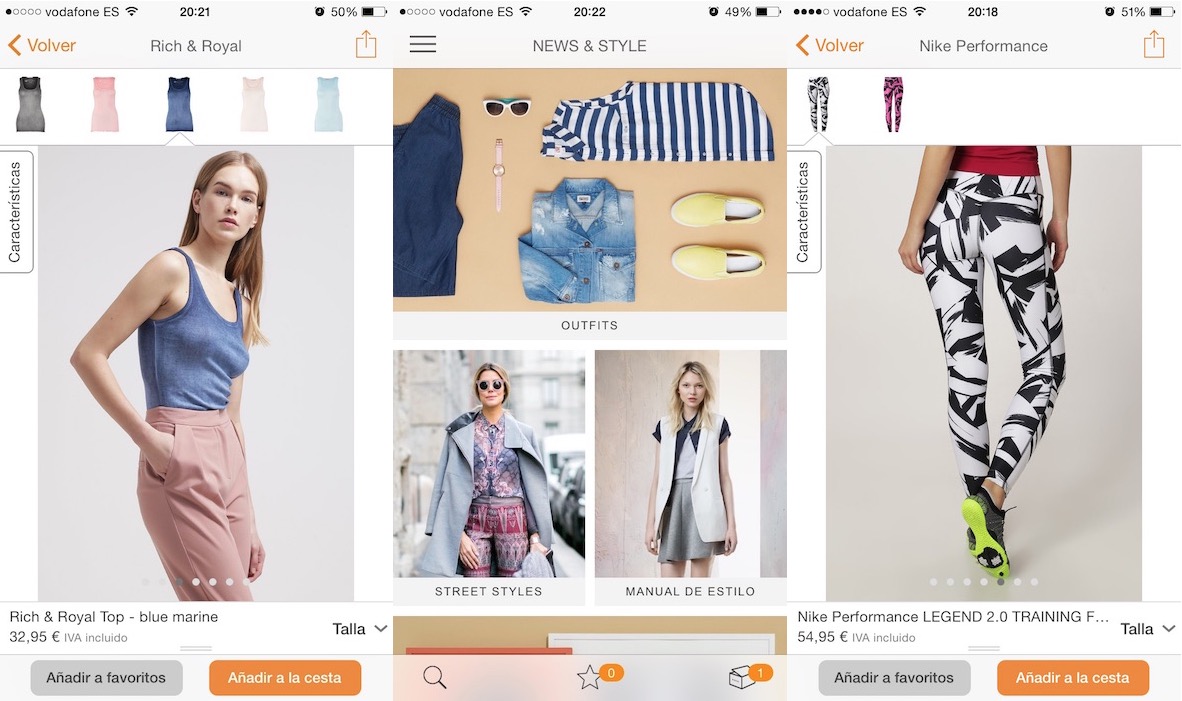 vodafone ES
20:21
50%
Volver
Rich & Royal
Características
Rich & Royal Top - blue marine
32,95 € IVA incluido
Talla
Añadir a favoritos
Añadir a la cesta
vodafone ES
20:22
49%
NEWS & STYLE
OUTFITS
STREET STYLES
MANUAL DE ESTILO
0
1
vodafone ES
20:18
51%
Volver
Nike Performance
Características
Nike Performance LEGEND 2.0 TRAINING F...
54,95 € IVA incluido
Talla
Añadir a favoritos
Añadir a la cesta